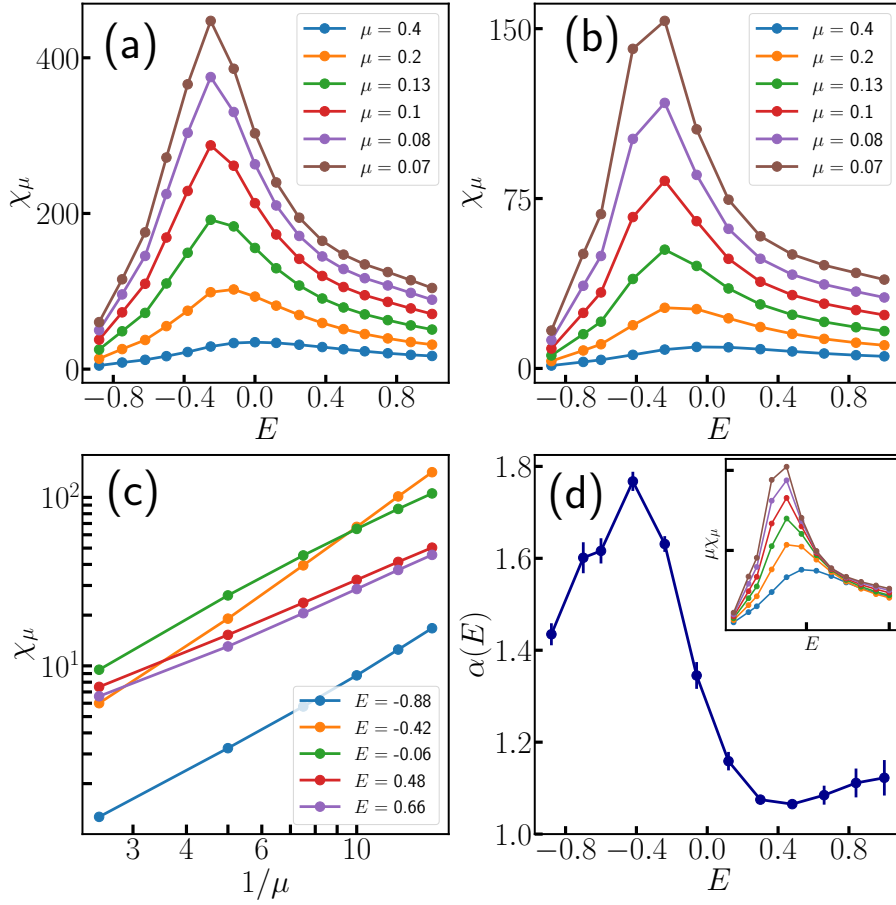 (a)
χμ
400
200
0
−0.8
−0.4
0.0
0.4
0.8
E
μ = 0.4
μ = 0.2
μ = 0.13
μ = 0.1
μ = 0.08
μ = 0.07
(b)
χμ
150
75
0
−0.8
−0.4
0.0
0.4
0.8
E
μ = 0.4
μ = 0.2
μ = 0.13
μ = 0.1
μ = 0.08
μ = 0.07
(c)
χμ
10²
10¹
3
4
6
10
1/μ
E = -0.88
E = -0.42
E = -0.06
E = 0.48
E = 0.66
(d)
α(E)
1.8
1.6
1.4
1.2
1.0
−0.8
−0.4
0.0
0.4
0.8
E
μχμ
E